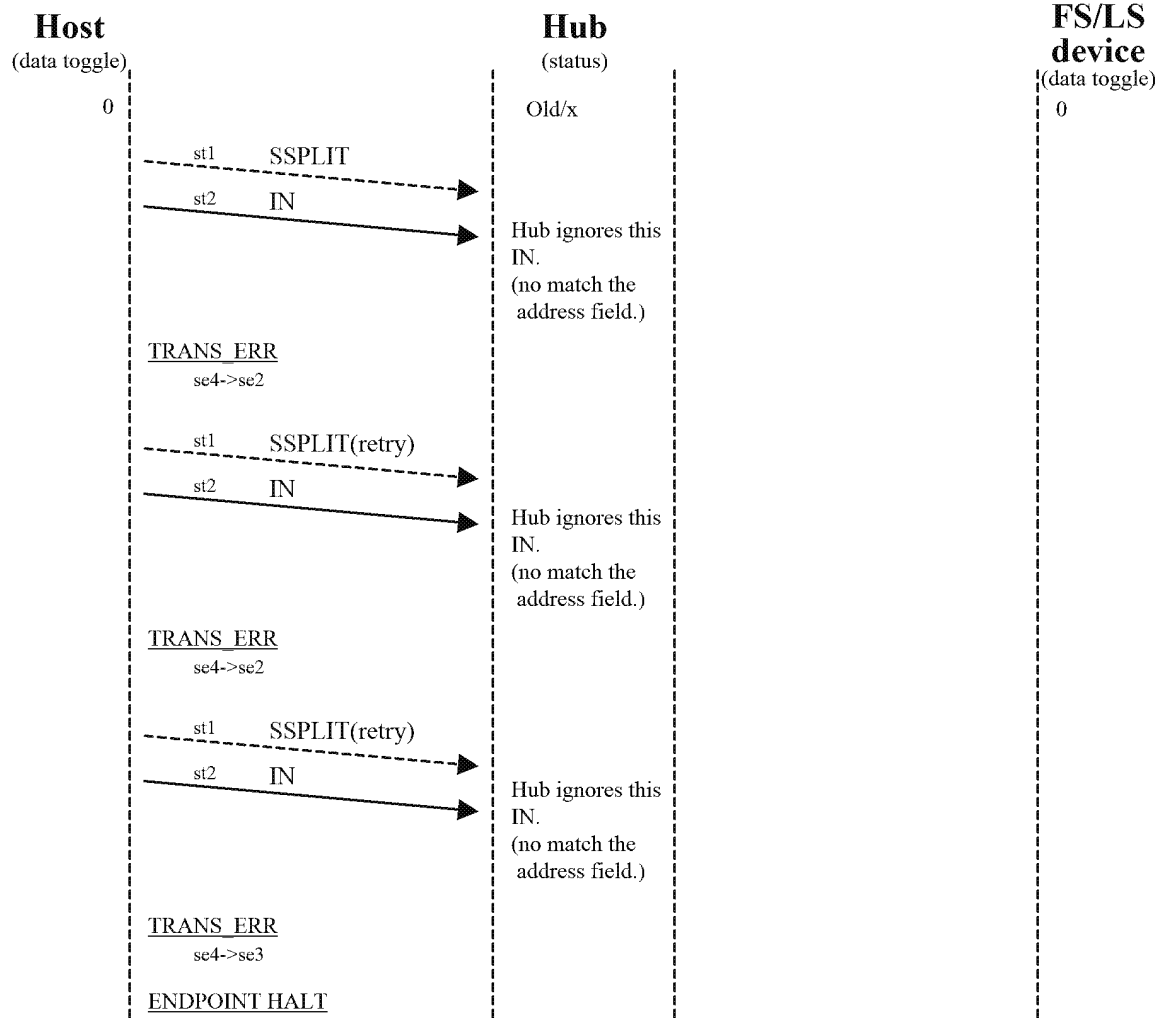 Host
(data toggle)
Hub
(status)
FS/LS
device
(data toggle)
0
Old/x
0
st1 SSPLIT
st2 IN
Hub ignores this
IN.
(no match the
address field.)
TRANS_ERR
se4->se2
st1 SSPLIT(retry)
st2 IN
Hub ignores this
IN.
(no match the
address field.)
TRANS_ERR
se4->se2
st1 SSPLIT(retry)
st2 IN
Hub ignores this
IN.
(no match the
address field.)
TRANS_ERR
se4->se3
ENDPOINT HALT